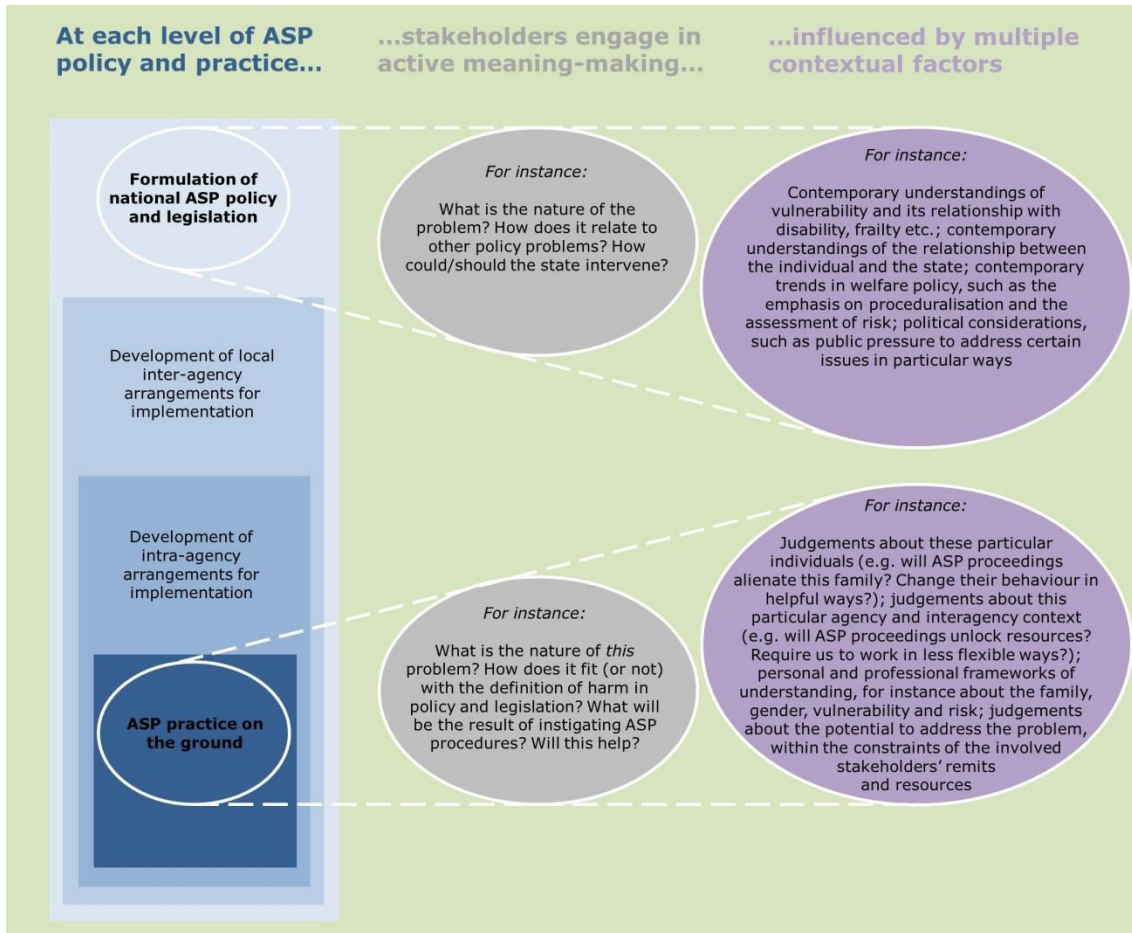 At each level of ASP
policy and practice...
...stakeholders engage in
active meaning-making...
...influenced by multiple
contextual factors
Formulation of
national ASP policy
and legislation
For instance:
What is the nature of the
problem? How does it relate to
other policy problems? How
could/should the state intervene?
For instance:
Contemporary understandings of
vulnerability and its relationship with
disability, frailty etc.; contemporary
understandings of the relationship between
the individual and the state; contemporary
trends in welfare policy, such as the
emphasis on proceduralisation and the
assessment of risk; political considerations,
such as public pressure to address certain
issues in particular ways
Development of local
inter-agency
arrangements for
implementation
Development of
intra-agency
arrangements for
implementation
ASP practice on
the ground
For instance:
What is the nature of this
problem? How does it fit (or not)
with the definition of harm in
policy and legislation? What will
be the result of instigating ASP
procedures? Will this help?
For instance:
Judgements about these particular
individuals (e.g. will ASP proceedings
alienate this family? Change their behaviour in
helpful ways?); judgements about this
particular agency and interagency context
(e.g. will ASP proceedings unlock resources?
Require us to work in less flexible ways?);
personal and professional frameworks of
understanding, for instance about the family,
gender, vulnerability and risk; judgements
about the potential to address the problem,
within the constraints of the involved
stakeholders’ remits
and resources